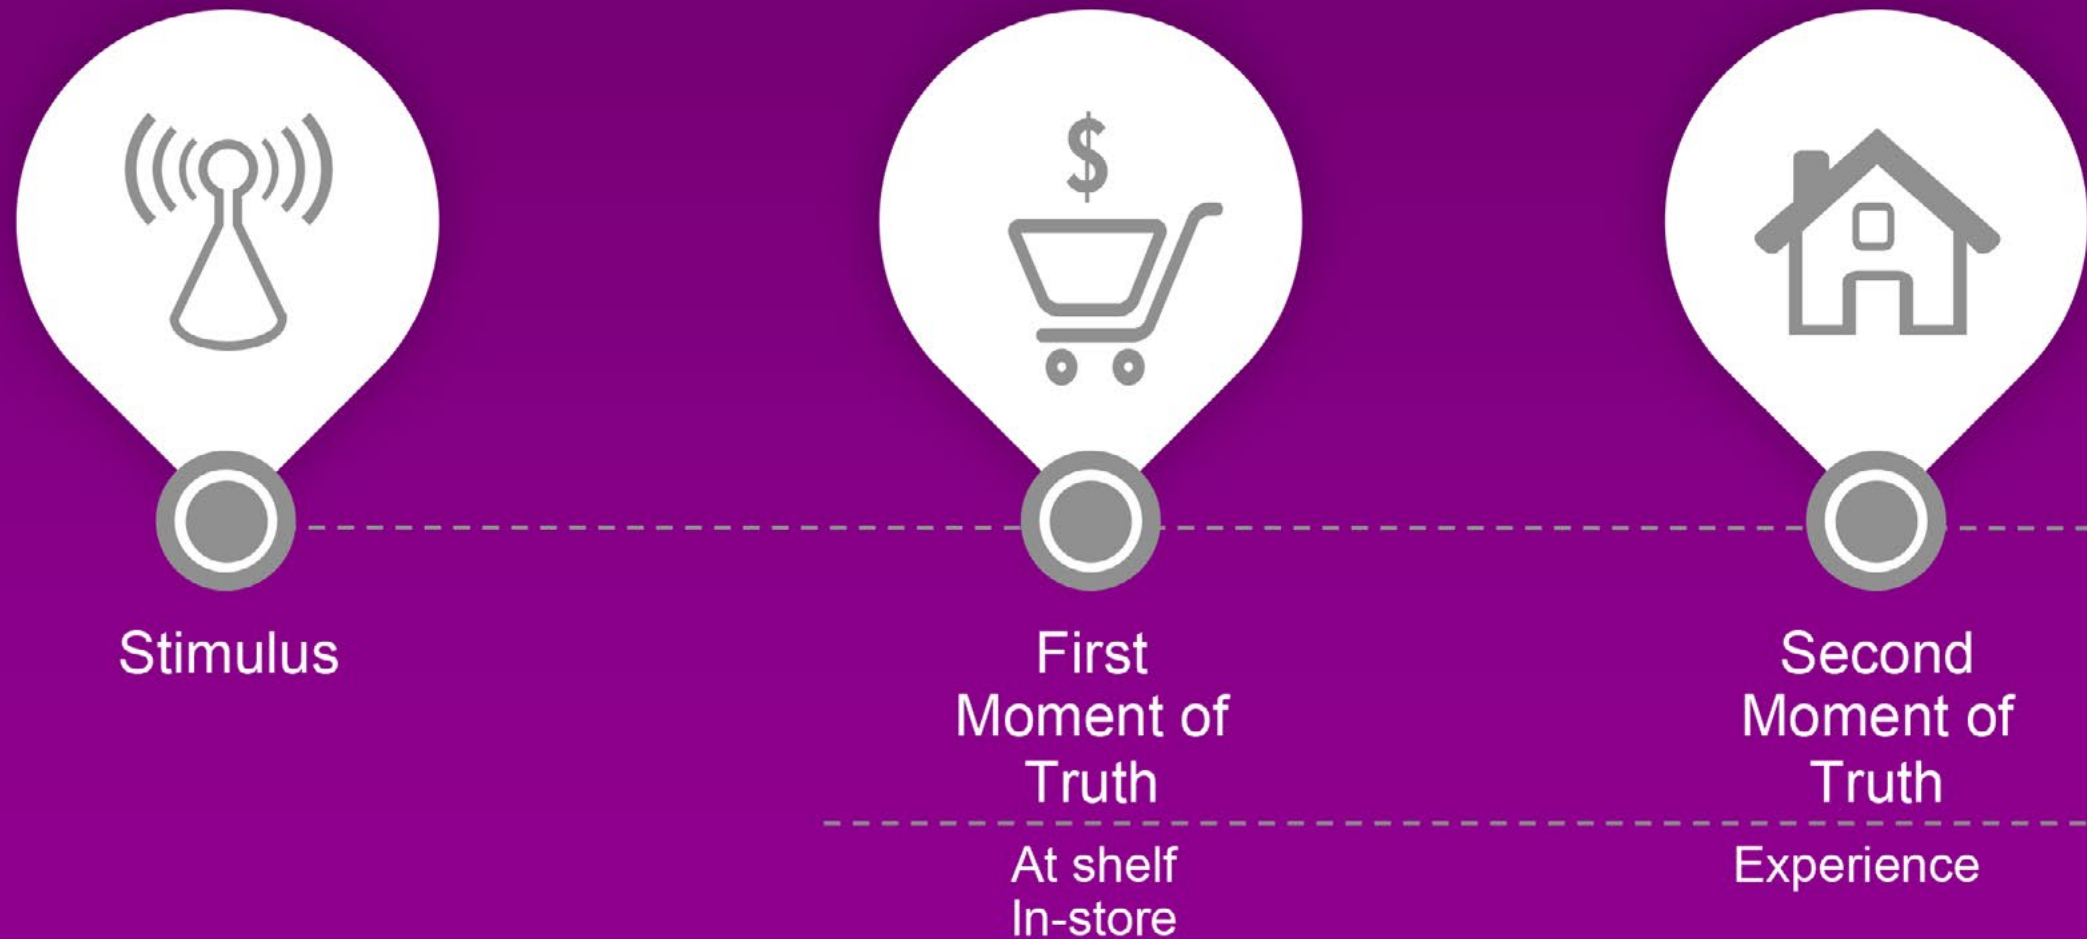 $
Stimulus
First
Moment of
Truth
At shelf
In-store
Second
Moment of
Truth
Experience